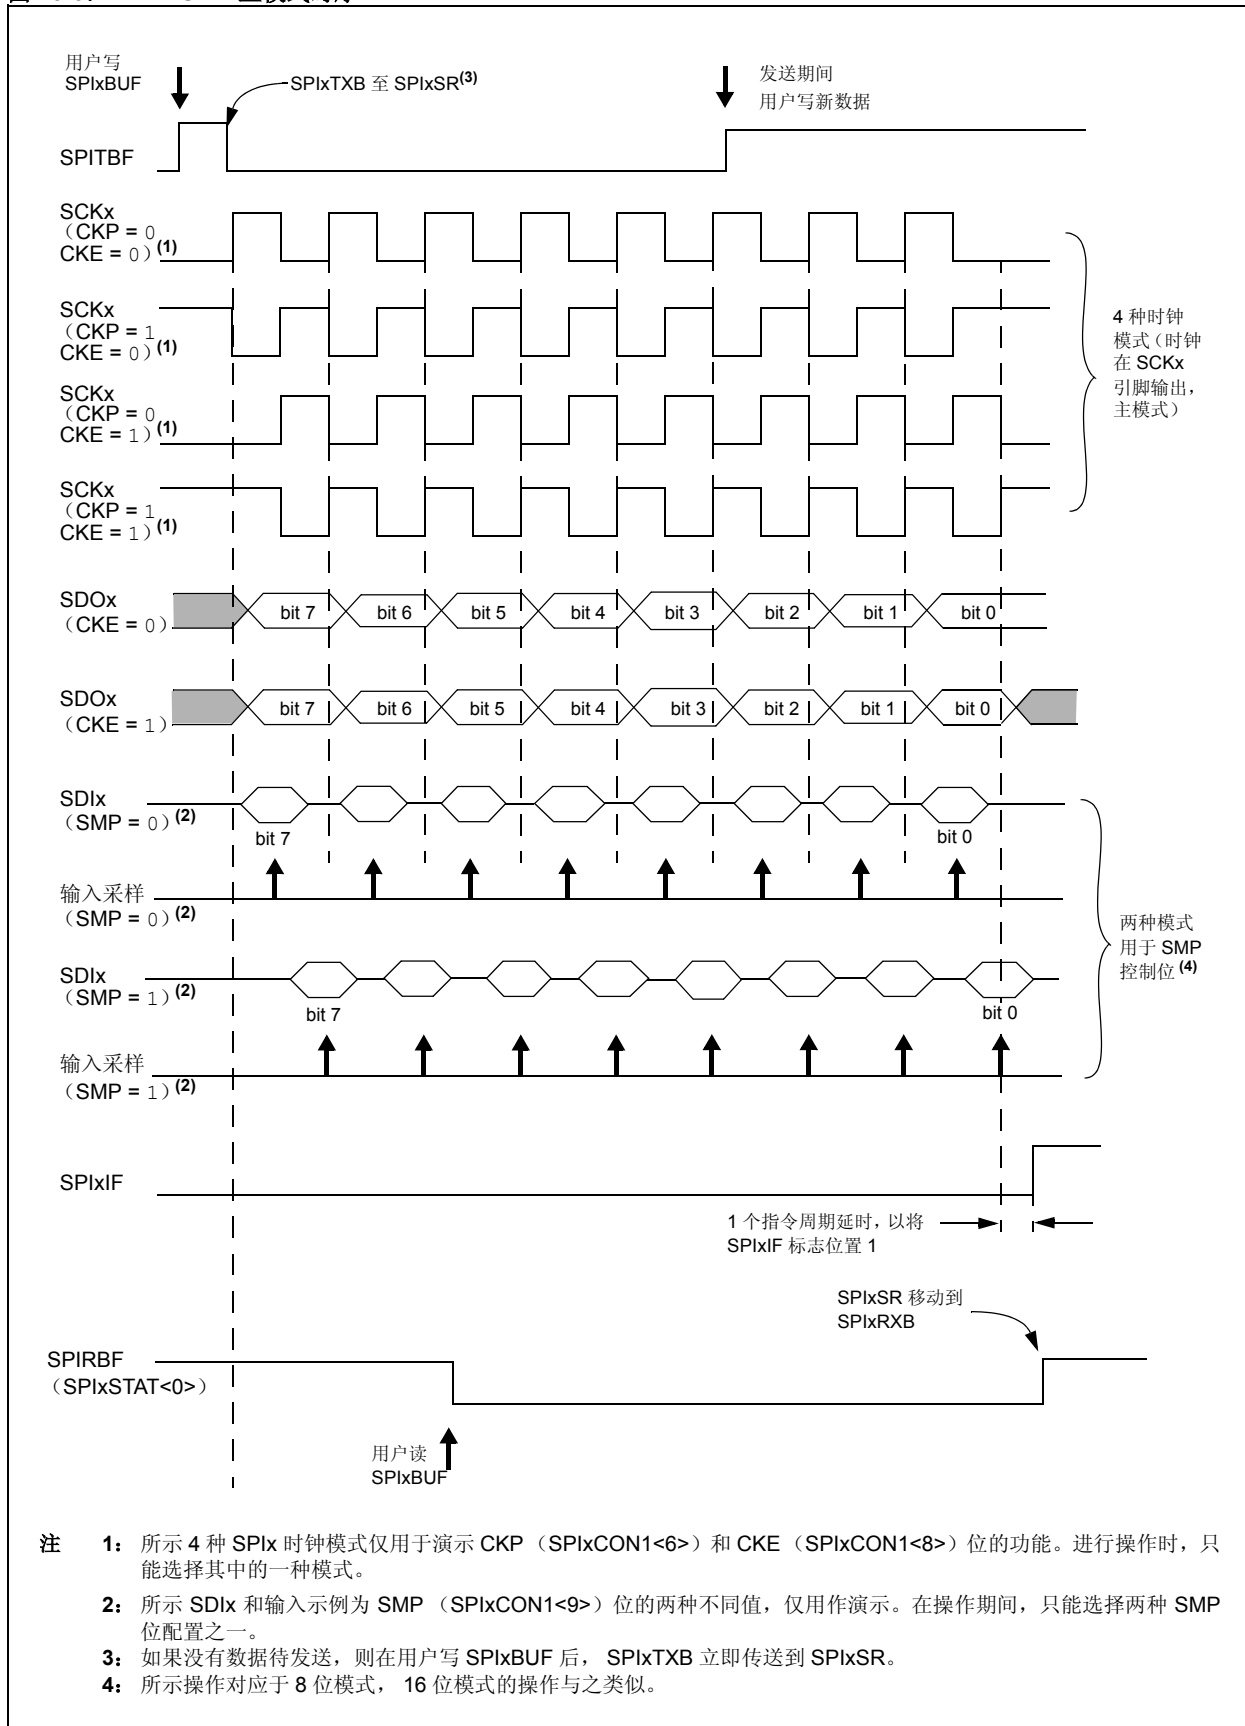 用户写
SPIxBUF
SPIxTXB 至 SPIxSR(3)
发送期间
用户写新数据
SPITBF
SCKx
（CKP = 0
CKE = 0）(1)
SCKx
（CKP = 1
CKE = 0）(1)
SCKx
（CKP = 0
CKE = 1）(1)
SCKx
（CKP = 1
CKE = 1）(1)
4 种时钟
模式（时钟
在 SCKx
引脚输出，
主模式）
SDOx
（CKE = 0）
bit 7 bit 6 bit 5 bit 4 bit 3 bit 2 bit 1 bit 0
SDOx
（CKE = 1）
bit 7 bit 6 bit 5 bit 4 bit 3 bit 2 bit 1 bit 0
SDIx
（SMP = 0）(2)
bit 7 bit 0
输入采样
（SMP = 0）(2)
SDIx
（SMP = 1）(2)
bit 7 bit 0
输入采样
（SMP = 1）(2)
两种模式
用于 SMP
控制位(4)
SPIxIF
1 个指令周期延时，以将
SPIxIF 标志位置 1
SPIxSR 移动到
SPIxRXB
SPIRBF
（SPIxSTAT<0>）
用户读
SPIxBUF
注 1： 所示 4 种 SPIx 时钟模式仅用于演示 CKP（SPIxCON1<6>）和 CKE（SPIxCON1<8>）位的功能。进行操作时，只
能选择其中的一种模式。
2： 所示 SDIx 和输入示例为 SMP （SPIxCON1<9>）位的两种不同值，仅用作演示。在操作期间，只能选择两种 SMP
位配置之一。
3： 如果没有数据待发送，则在用户写 SPIxBUF 后， SPIxTXB 立即传送到 SPIxSR。
4： 所示操作对应于 8 位模式， 16 位模式的操作与之类似。